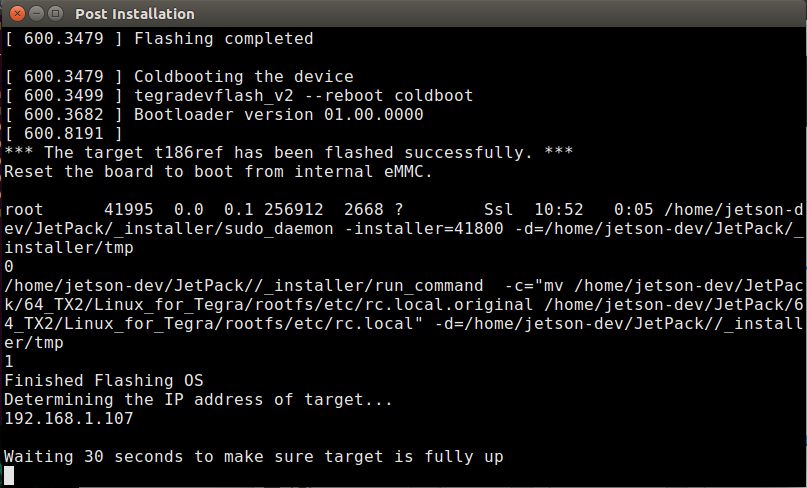 Post Installation
[ 600.3479 ] Flashing completed
[ 600.3479 ] Coldbooting the device
[ 600.3499 ] tegradevflash_v2 --reboot coldboot
[ 600.3682 ] Bootloader version 01.00.0000
[ 600.8191 ]
*** The target t186ref has been flashed successfully. ***
Reset the board to boot from internal eMMC.
root      41995  0.0  0.1 256912  2668 ?        Ssl  10:52   0:05 /home/jetson-d
ev/JetPack/_installer/sudo_daemon -installer=41800 -d=/home/jetson-dev/JetPack/_
installer/tmp
0
/home/jetson-dev/JetPack//_installer/run_command  -c="mv /home/jetson-dev/JetPac
k/64_TX2/Linux_for_Tegra/rootfs/etc/rc.local.original /home/jetson-dev/JetPack/6
4_TX2/Linux_for_Tegra/rootfs/etc/rc.local" -d=/home/jetson-dev/JetPack//_install
er/tmp
1
Finished Flashing OS
Determining the IP address of target...
192.168.1.107
Waiting 30 seconds to make sure target is fully up